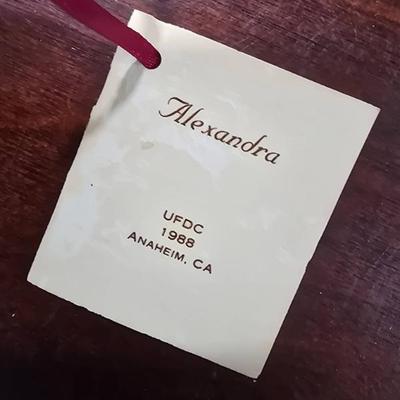 Alexandra
UFDC
1988
ANAHEIM, CA